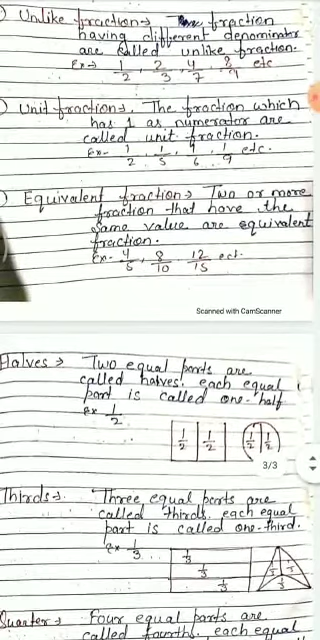 Unlike fraction → The fraction
having different denominator
are called unlike fraction.
Ex → 1/2, 2/3, 4/7, 8/9 etc
Unit fraction → The fraction which
has 1 as numerator are
called unit fraction.
Ex - 1/2, 1/5, 1/6, 1/9 etc.
Equivalent fraction → Two or more
fraction that have the
same value are equivalent
fraction.
Ex - 4/5, 8/10, 12/15 ect.
Scanned with CamScanner
Halves → Two equal parts are
called halves. each equal
part is called one-half
Ex 1/2
1/2 1/2 1/2 1/2
3/3
Thirds → Three equal parts are
called thirds. each equal
part is called one-third.
Ex 1/3
1/3
1/3
1/3
1/3 1/3
1/3
Quarter → Four equal parts are
called fourths. each equal